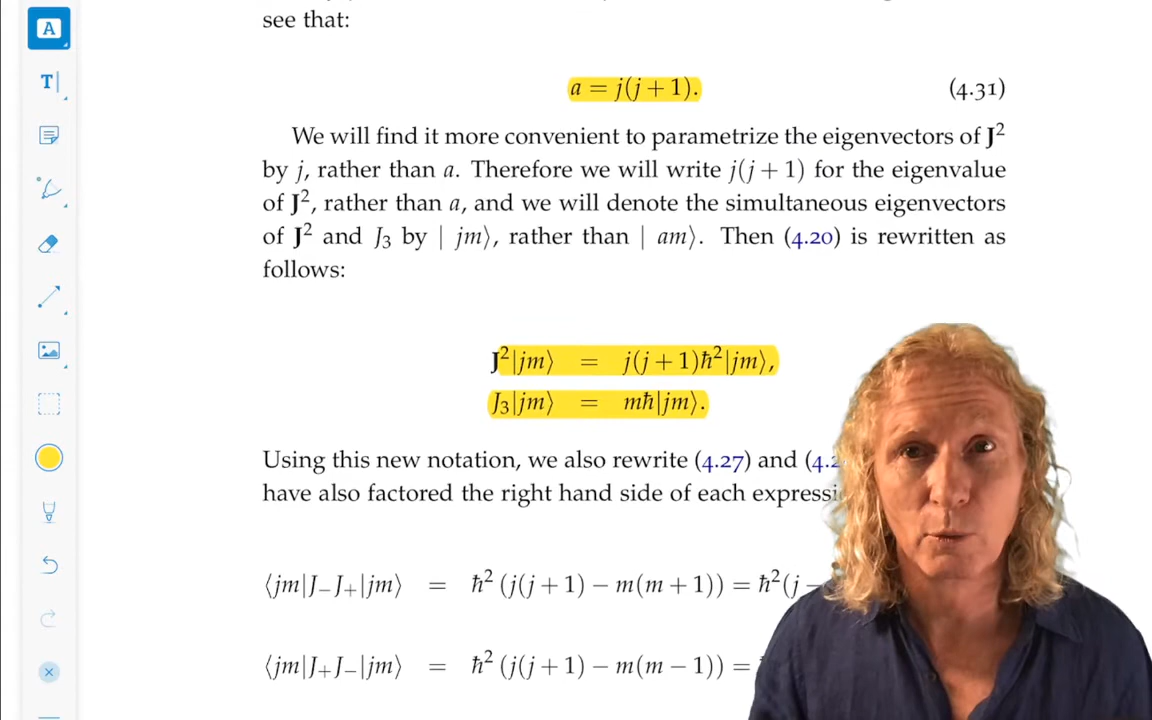 see that:
A
a = j(j + 1). (4.31)
T
We will find it more convenient to parametrize the eigenvectors of J²
by j, rather than a. Therefore we will write j(j + 1) for the eigenvalue
of J², rather than a, and we will denote the simultaneous eigenvectors
of J² and J₃ by | jm⟩, rather than | am⟩. Then (4.20) is rewritten as
follows:
J²|jm⟩ = j(j + 1)ħ²|jm⟩,
J₃|jm⟩ = mħ|jm⟩.
Using this new notation, we also rewrite (4.27) and (4.2
have also factored the right hand side of each expressi
⟨jm|J₋J₊|jm⟩ = ħ² (j(j + 1) − m(m + 1)) = ħ²(j −
⟨jm|J₊J₋|jm⟩ = ħ² (j(j + 1) − m(m − 1)) =